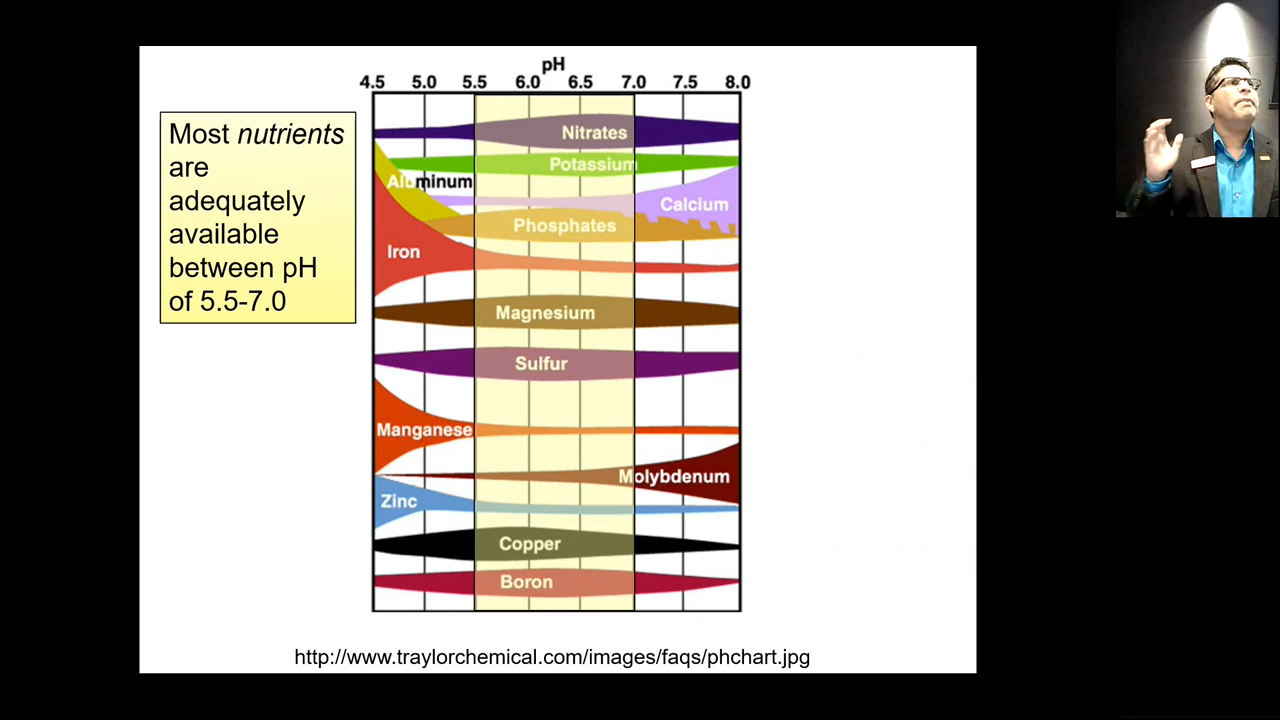 pH
4.5 5.0 5.5 6.0 6.5 7.0 7.5 8.0
Most nutrients
are
adequately
available
between pH
of 5.5-7.0
Nitrates
Potassium
Aluminum
Calcium
Phosphates
Iron
Magnesium
Sulfur
Manganese
Molybdenum
Zinc
Copper
Boron
http://www.traylorchemical.com/images/faqs/phchart.jpg